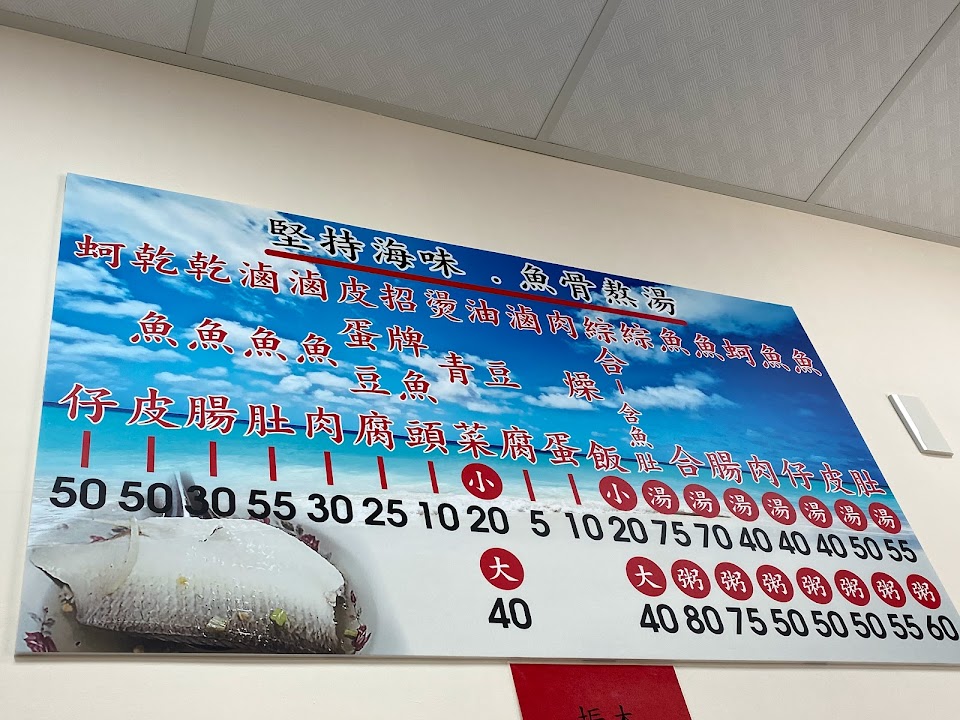 堅持海味．魚骨熬湯
魚肚 湯 55 粥 60
魚皮 湯 50 粥 55
蚵仔 湯 40 粥 50
魚肉 湯 40 粥 50
魚腸 湯 40 粥 50
綜合 湯 70 粥 75
綜合(含魚肚) 湯 75 粥 80
肉燥飯 小 20 大 40
滷蛋 10
油豆腐 5
燙青菜 小 20 大 40
招牌魚頭 10
皮蛋豆腐 25
滷魚肉 30
滷魚肚 55
乾魚腸 30
乾魚皮 50
蚵仔 50